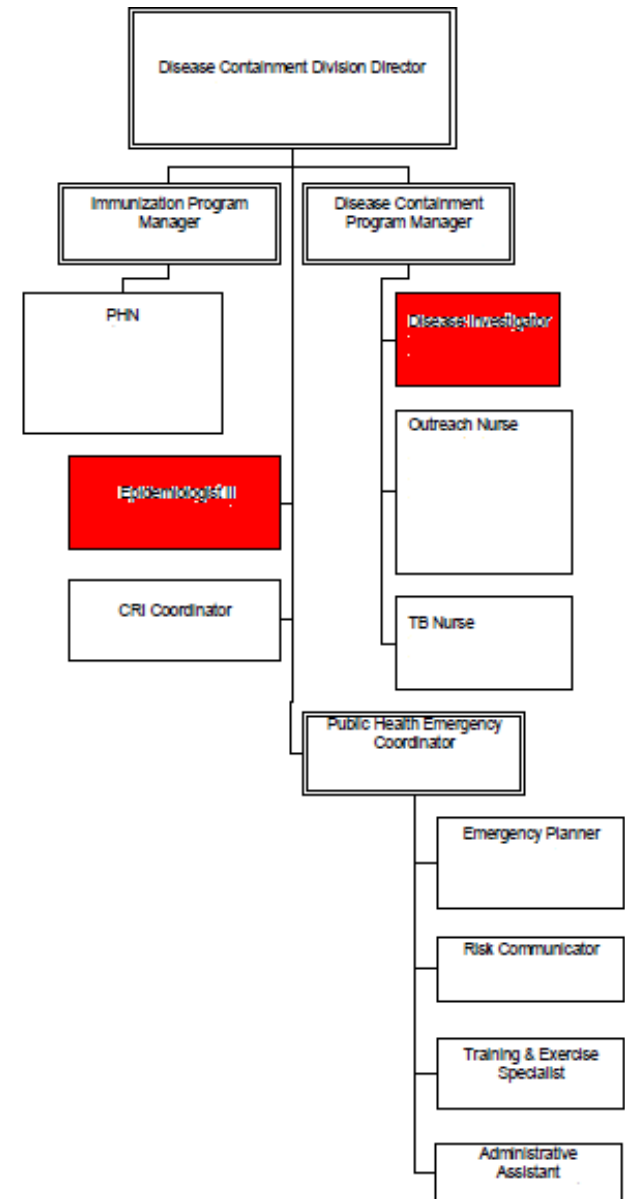 Disease Containment Division Director
Immunization Program
Manager
Disease Containment
Program Manager
PHN
Disease Investigator
Outreach Nurse
Epidemiologist II
CRI Coordinator
TB Nurse
Public Health Emergency
Coordinator
Emergency Planner
Risk Communicator
Training & Exercise
Specialist
Administrative
Assistant